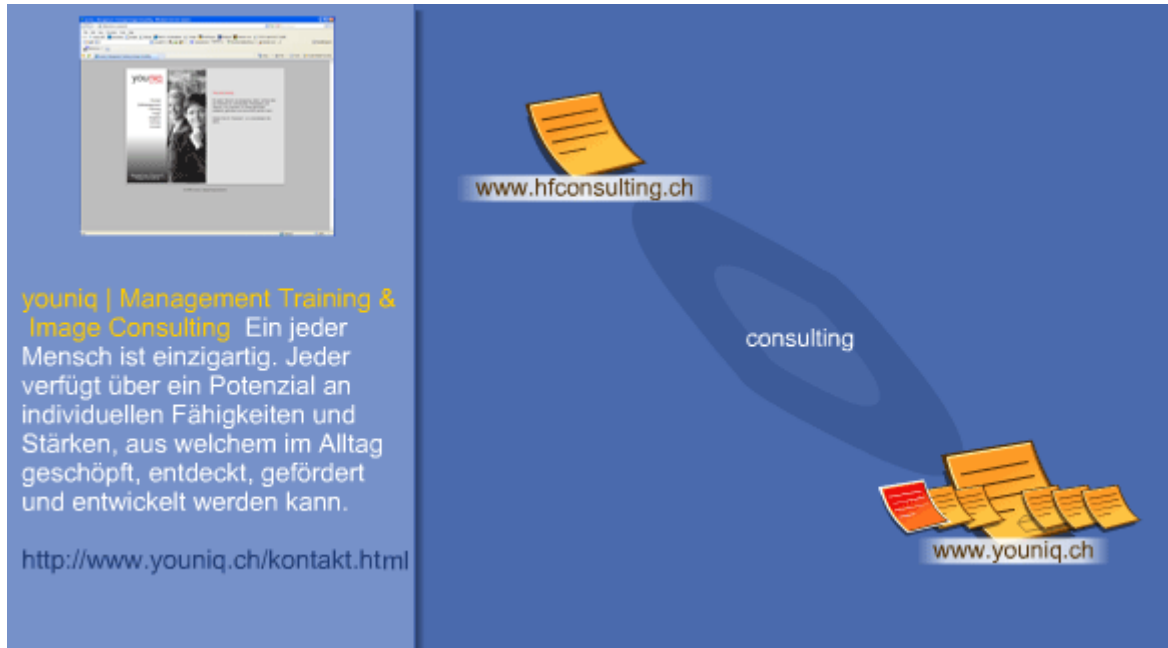 youniq
youniq | Management Training &
Image Consulting Ein jeder
Mensch ist einzigartig. Jeder
verfügt über ein Potenzial an
individuellen Fähigkeiten und
Stärken, aus welchem im Alltag
geschöpft, entdeckt, gefördert
und entwickelt werden kann.
http://www.youniq.ch/kontakt.html
www.hfconsulting.ch
consulting
www.youniq.ch